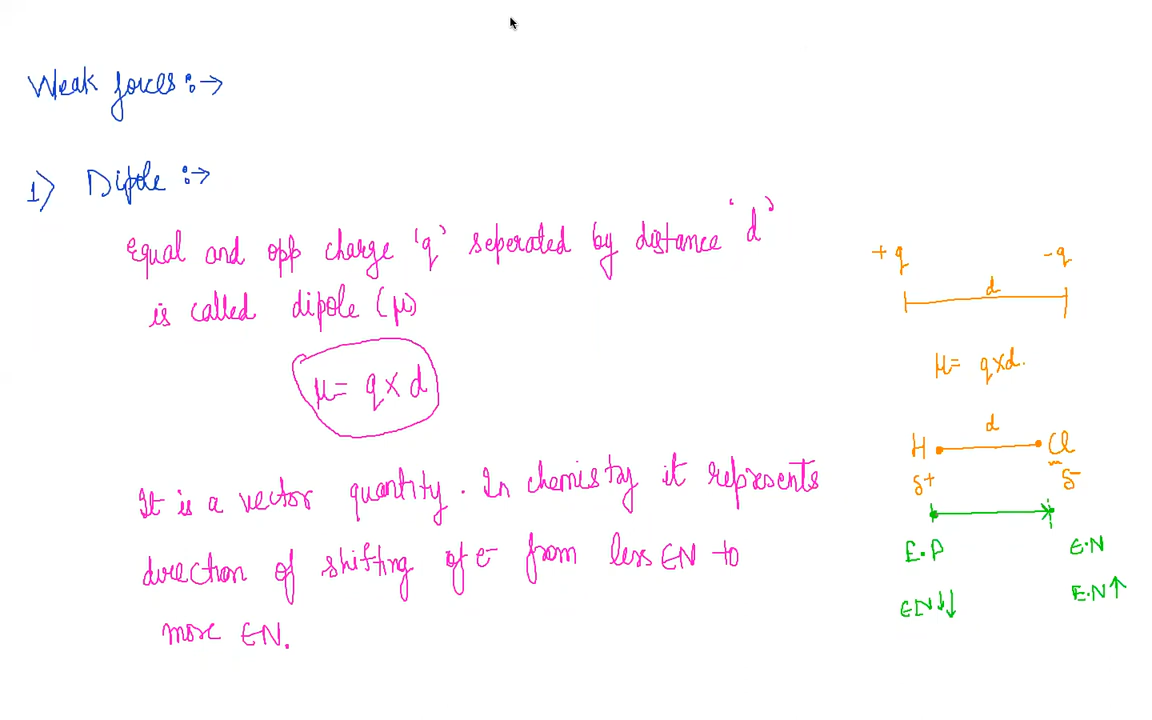 Weak forces:→
1) Dipole :→
Equal and opp charge 'q' seperated by distance 'd'
is called dipole (μ)
μ= q×d
It is a vector quantity. In chemistry it represents
direction of shifting of e- from less EN to
more EN.
+q -q
d
μ= q×d.
d
H Cl
δ+ δ-
E.P E.N
EN↓↓ E.N↑